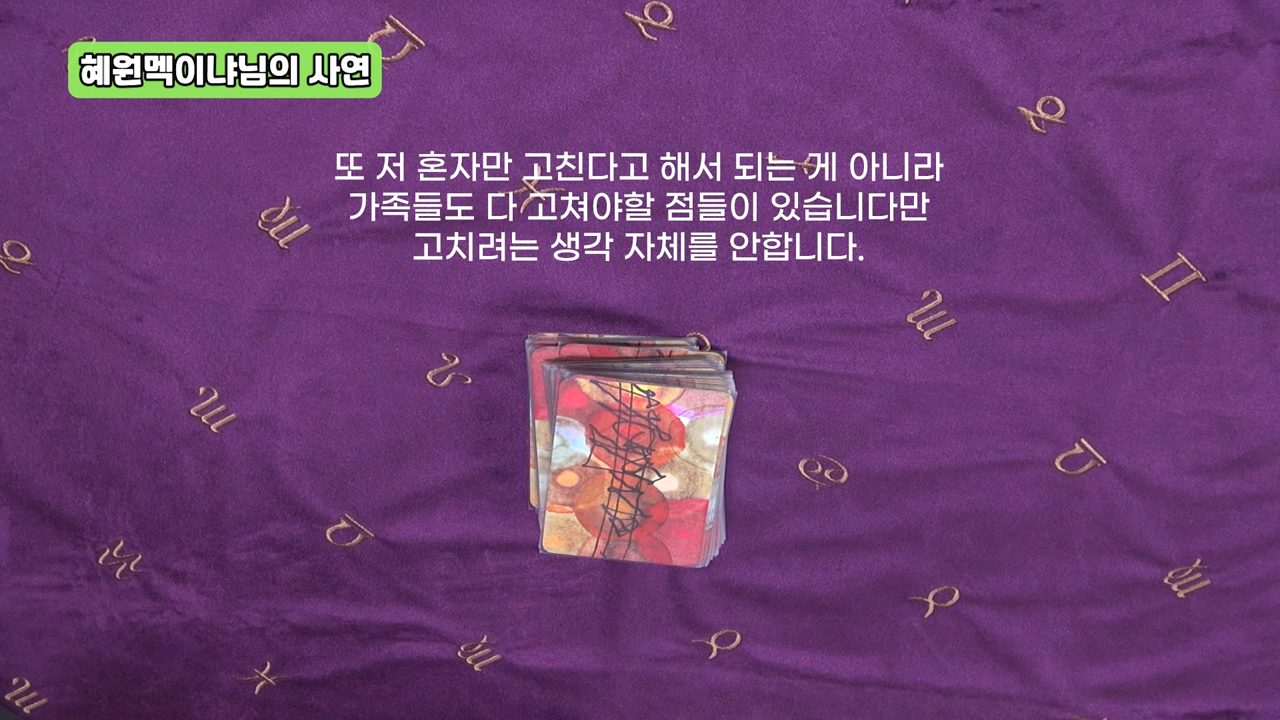 혜원멕이냐님의 사연
또 저 혼자만 고친다고 해서 되는 게 아니라
가족들도 다 고쳐야할 점들이 있습니다만
고치려는 생각 자체를 안합니다.